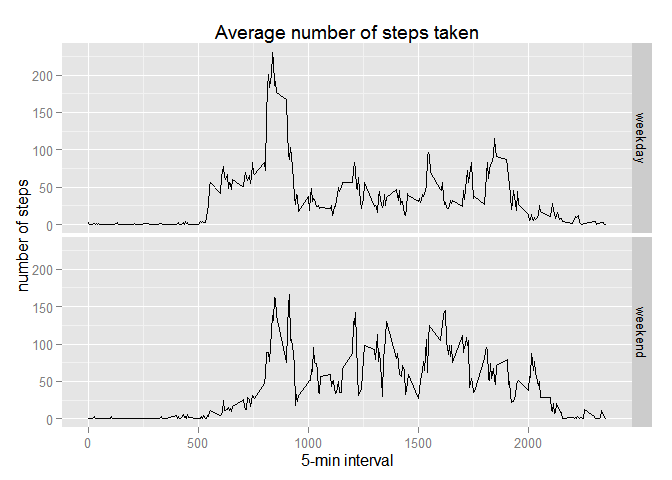 Average number of steps taken
number of steps
200
150
100
50
0
weekday
200
150
100
50
0
weekend
0 500 1000 1500 2000
5-min interval